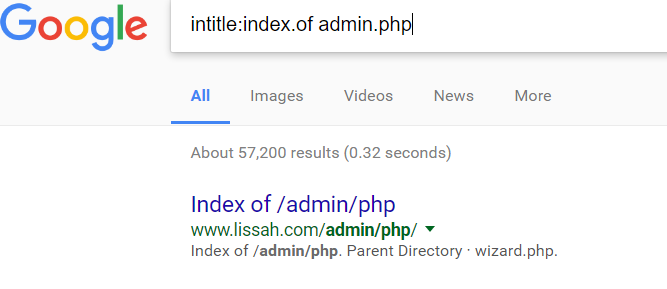 Google
intitle:index.of admin.php
All Images Videos News More
About 57,200 results (0.32 seconds)
Index of /admin/php
www.lissah.com/admin/php/
Index of /admin/php. Parent Directory · wizard.php.